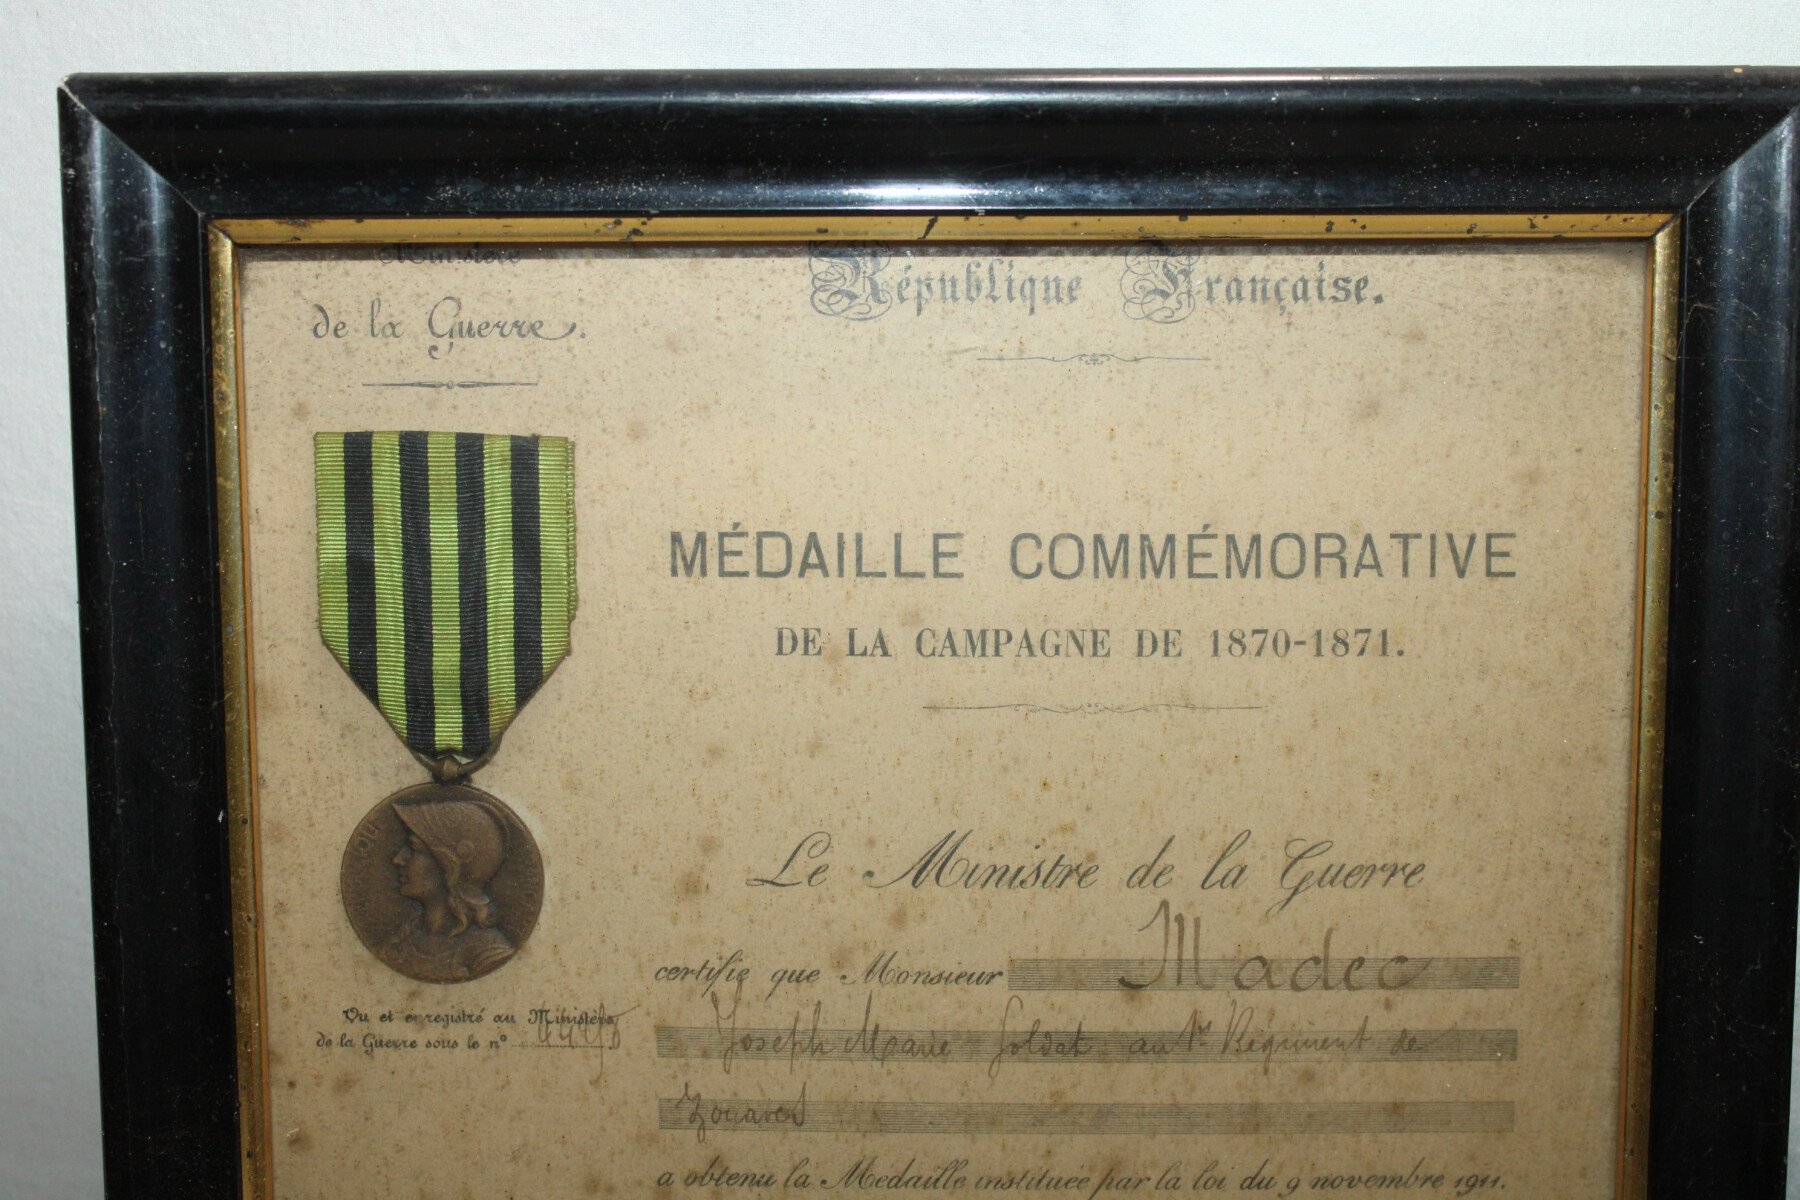 Ministère
de la Guerre.
République Française.
MÉDAILLE COMMÉMORATIVE
DE LA CAMPAGNE DE 1870-1871.
Le Ministre de la Guerre
certifie que Monsieur Madec
Joseph Marie Soldat au 1er Régiment de
Zouaves
a obtenu la Médaille instituée par la loi du 9 novembre 1911.
Vu et enregistré au Ministère
de la Guerre sous le n°